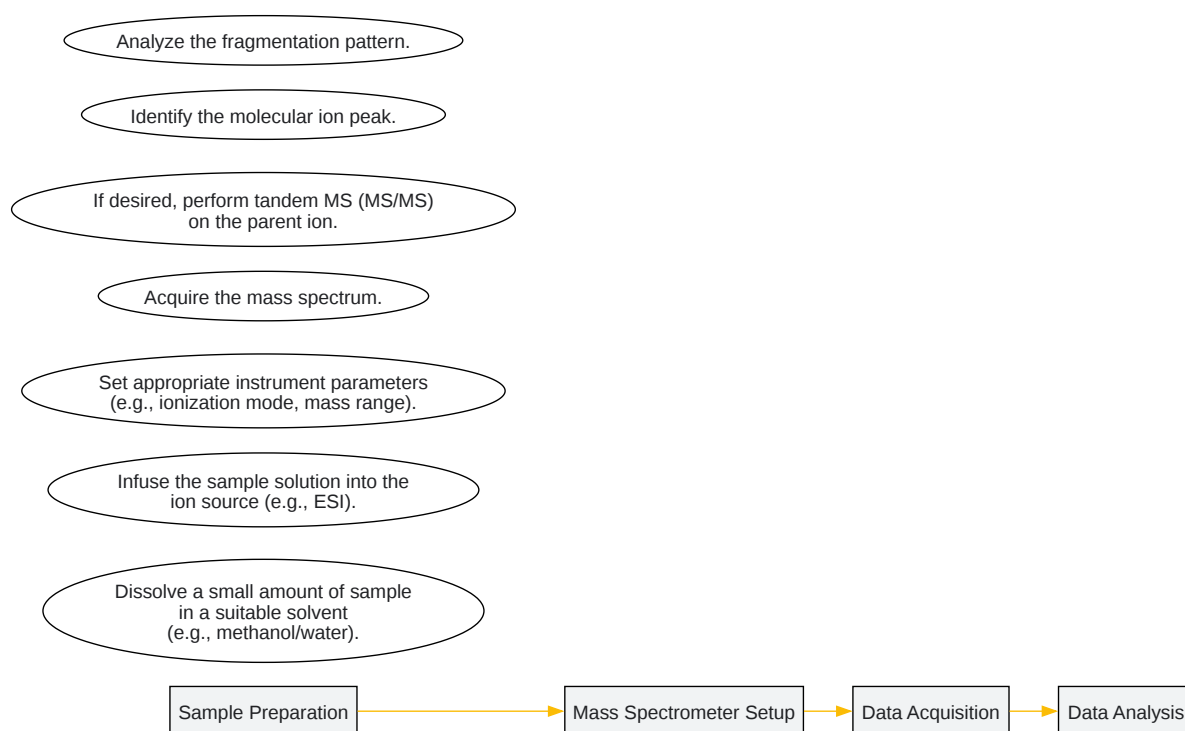 Analyze the fragmentation pattern.
Identify the molecular ion peak.
If desired, perform tandem MS (MS/MS)
on the parent ion.
Acquire the mass spectrum.
Set appropriate instrument parameters
(e.g., ionization mode, mass range).
Infuse the sample solution into the
ion source (e.g., ESI).
Dissolve a small amount of sample
in a suitable solvent
(e.g., methanol/water).
Sample Preparation
Mass Spectrometer Setup
Data Acquisition
Data Analysis